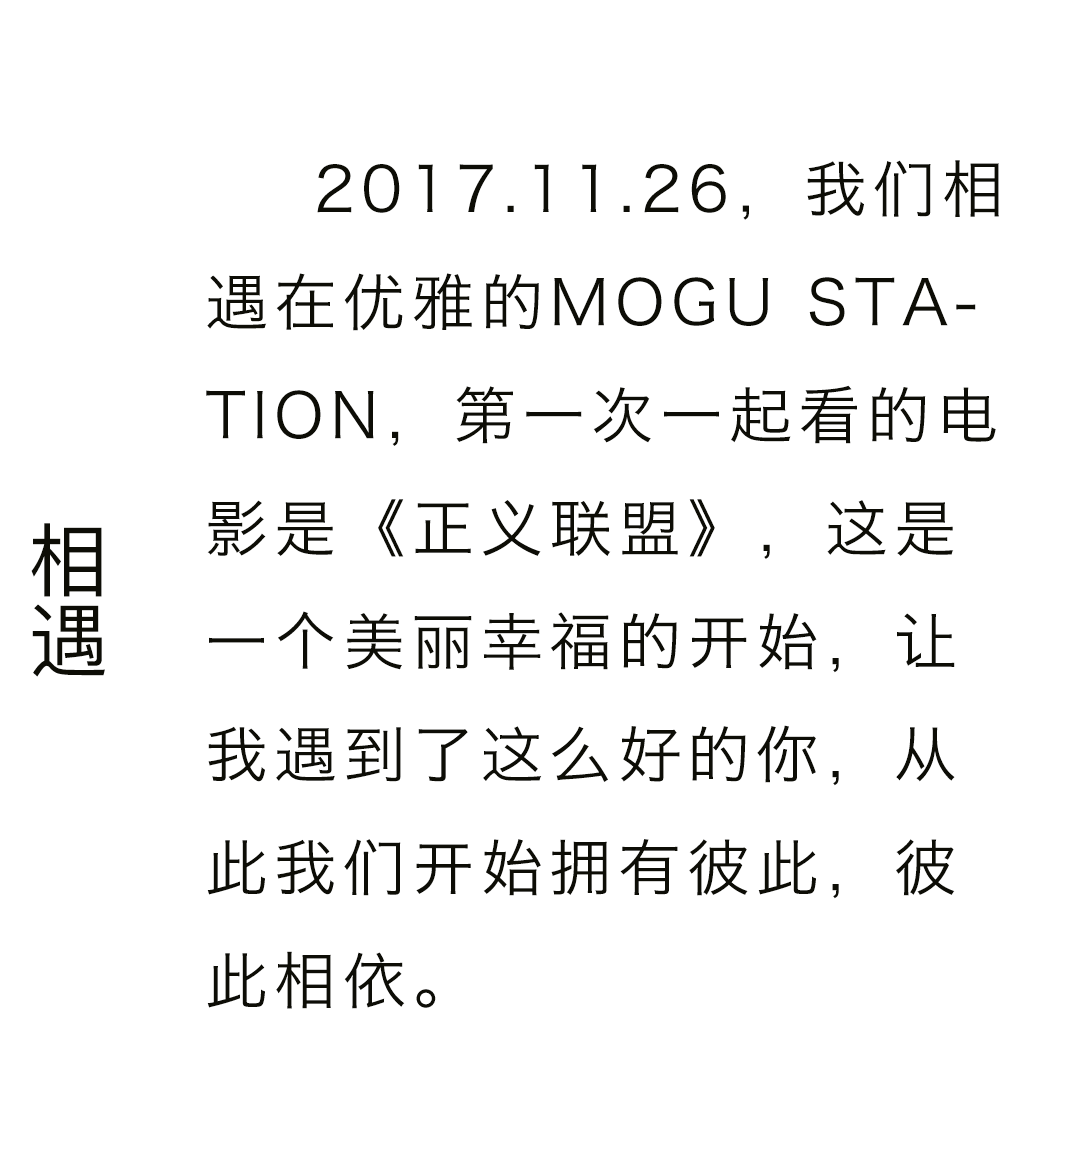 相遇
2017.11.26，我们相
遇在优雅的MOGU STA-
TION，第一次一起看的电
影是《正义联盟》，这是
一个美丽幸福的开始，让
我遇到了这么好的你，从
此我们开始拥有彼此，彼
此相依。